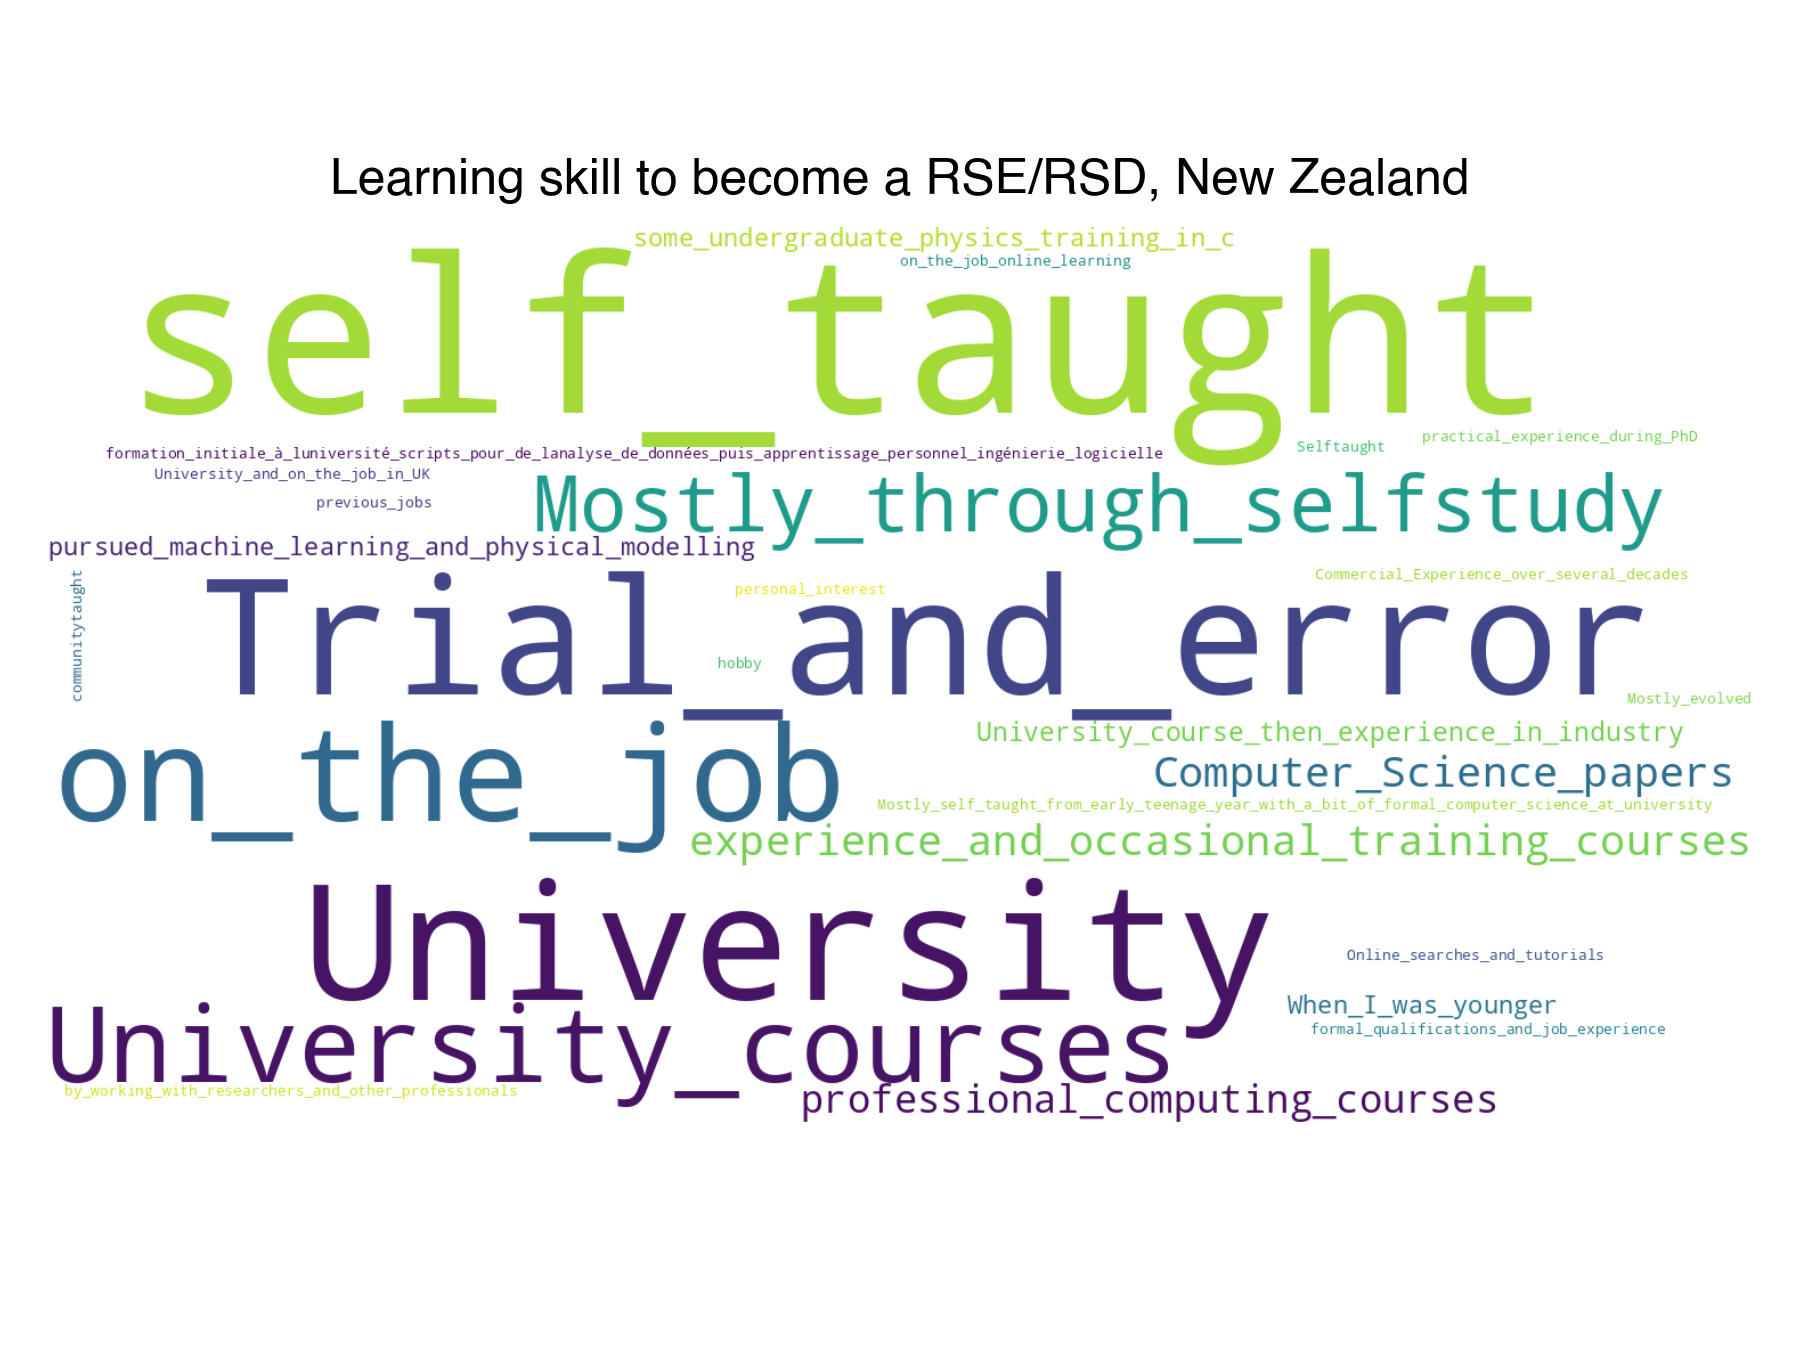 Learning skill to become a RSE/RSD, New Zealand
some_undergraduate_physics_training_in_c
on_the_job_online_learning
self_taught
practical_experience_during_PhD
Selftaught
formation_initiale_à_luniversité_scripts_pour_de_lanalyse_de_données_puis_apprentissage_personnel_ingénierie_logicielle
University_and_on_the_job_in_UK
previous_jobs
Mostly_through_selfstudy
pursued_machine_learning_and_physical_modelling
Commercial_Experience_over_several_decades
personal_interest
communitytaught
Trial_and_error
hobby
Mostly_evolved
University_course_then_experience_in_industry
on_the_job
Computer_Science_papers
Mostly_self_taught_from_early_teenage_year_with_a_bit_of_formal_computer_science_at_university
experience_and_occasional_training_courses
University
Online_searches_and_tutorials
When_I_was_younger
formal_qualifications_and_job_experience
University_courses
by_working_with_researchers_and_other_professionals
professional_computing_courses